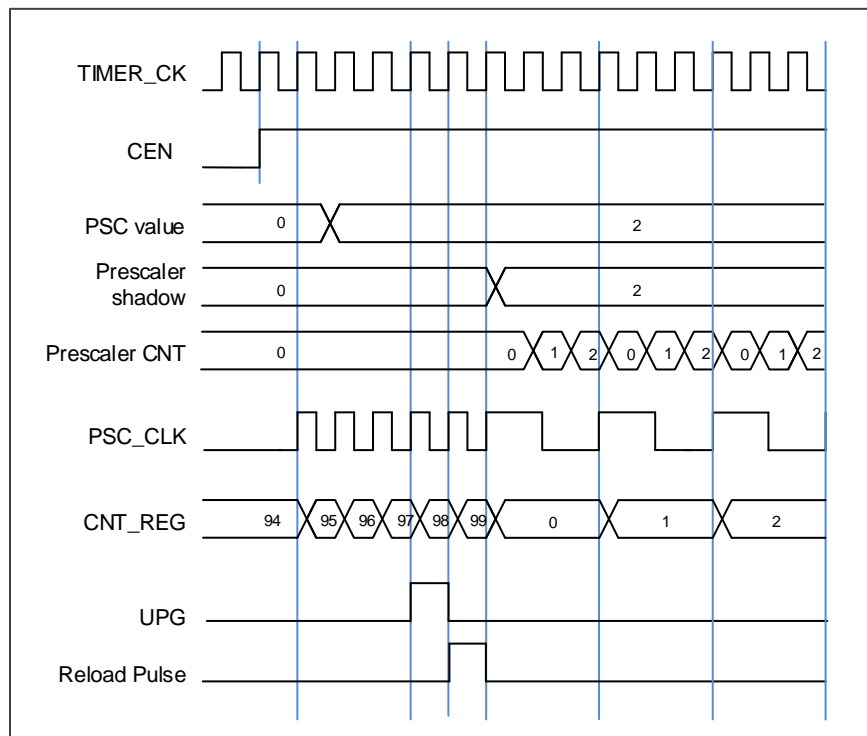 TIMER_CK
CEN
PSC value 0 2
Prescaler
shadow 0 2
Prescaler CNT 0 0 1 2 0 1 2 0 1 2
PSC_CLK
CNT_REG 94 95 96 97 98 99 0 1 2
UPG
Reload Pulse